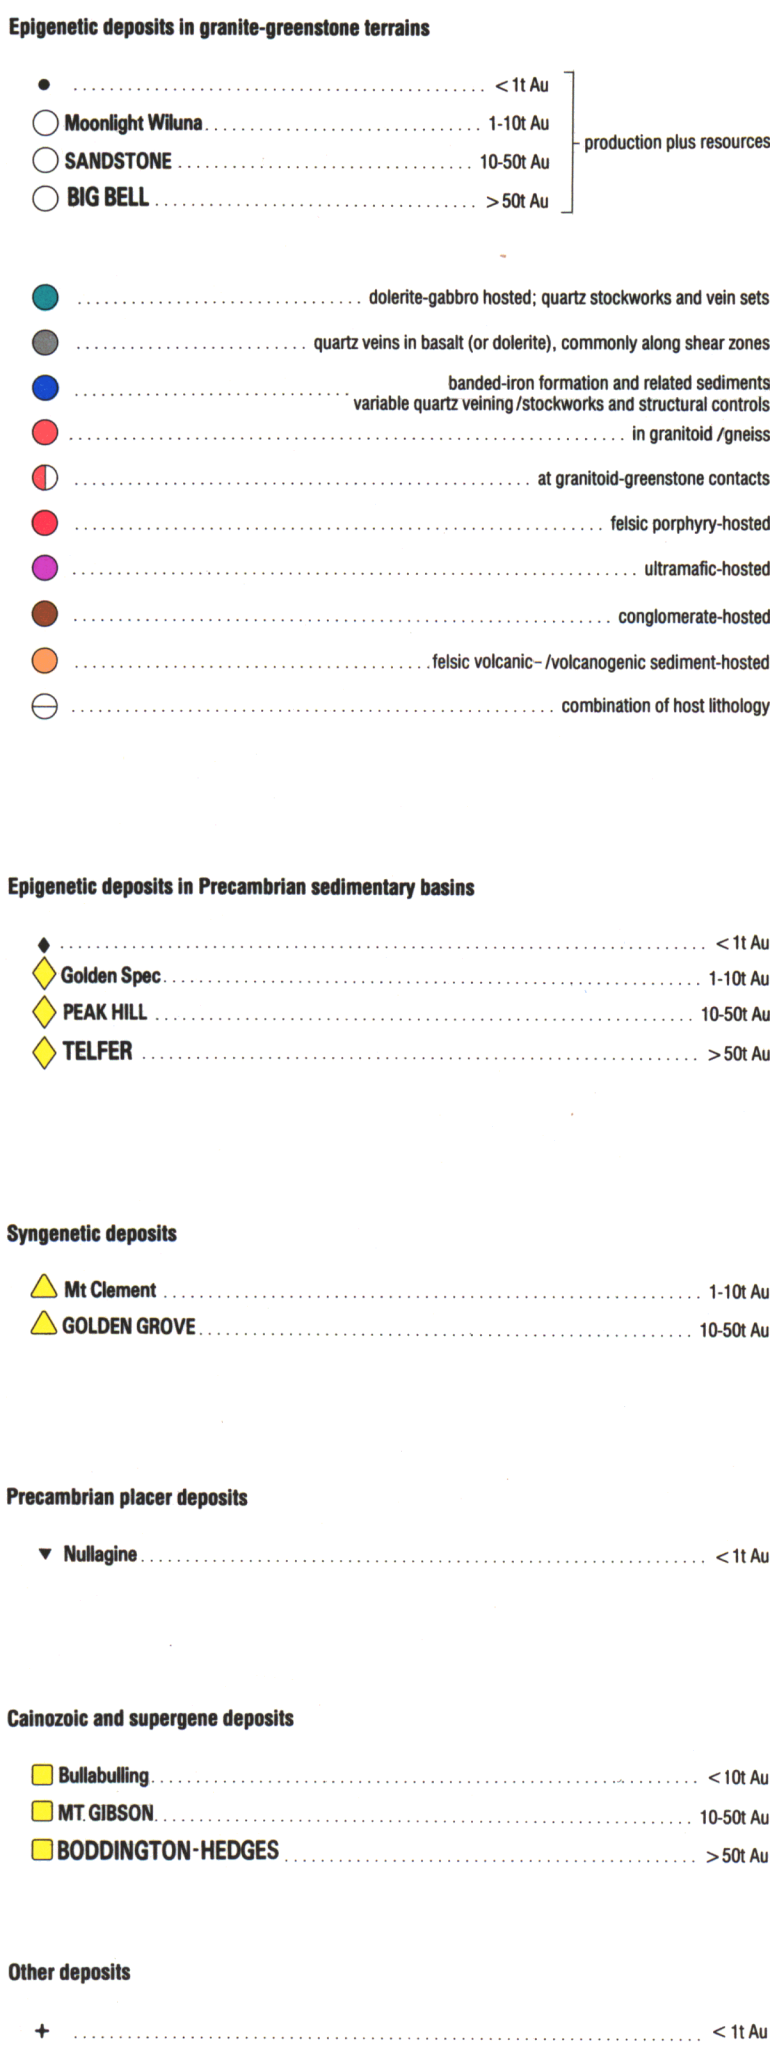 Epigenetic deposits in granite-greenstone terrains
<1t Au
Moonlight Wiluna 1-10t Au
production plus resources
SANDSTONE 10-50t Au
BIG BELL >50t Au
dolerite-gabbro hosted; quartz stockworks and vein sets
quartz veins in basalt (or dolerite), commonly along shear zones
banded-iron formation and related sediments
variable quartz veining/stockworks and structural controls
in granitoid/gneiss
at granitoid-greenstone contacts
felsic porphyry-hosted
ultramafic-hosted
conglomerate-hosted
felsic volcanic-/volcanogenic sediment-hosted
combination of host lithology
Epigenetic deposits in Precambrian sedimentary basins
<1t Au
Golden Spec 1-10t Au
PEAK HILL 10-50t Au
TELFER >50t Au
Syngenetic deposits
Mt Clement 1-10t Au
GOLDEN GROVE 10-50t Au
Precambrian placer deposits
Nullagine <1t Au
Cainozoic and supergene deposits
Bullabulling <10t Au
MT. GIBSON 10-50t Au
BODDINGTON-HEDGES >50t Au
Other deposits
<1t Au